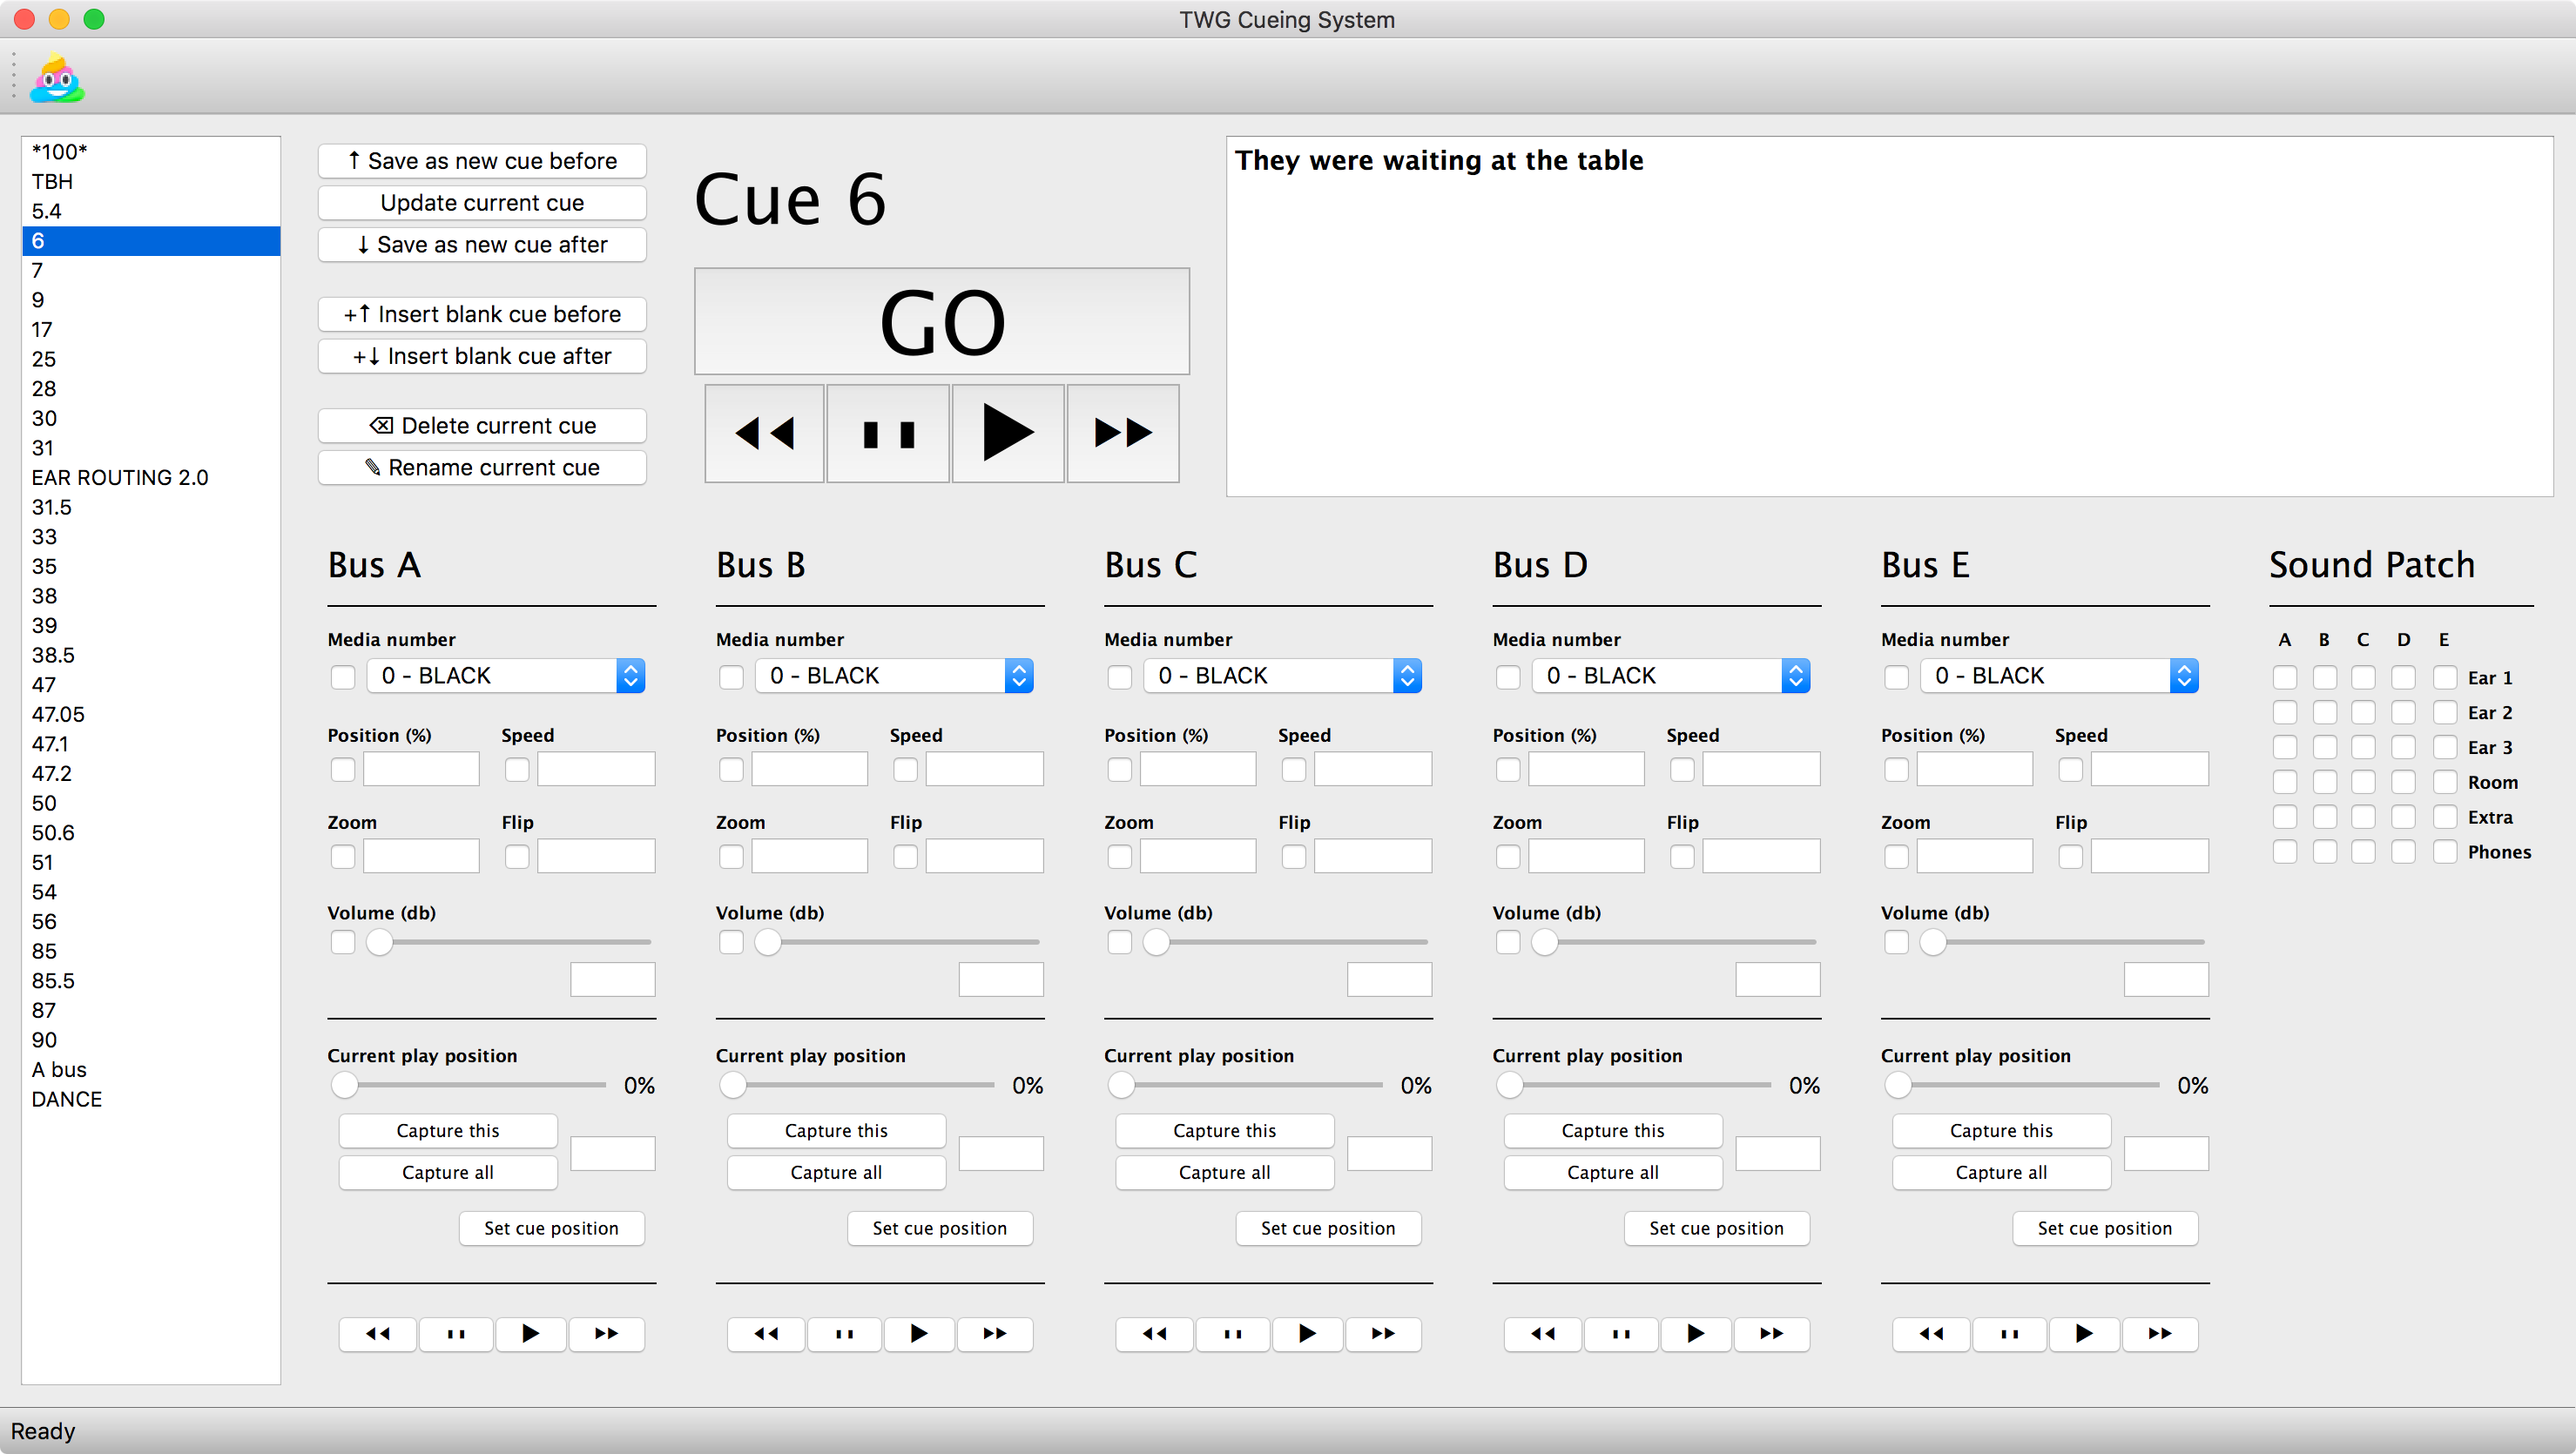 TWG Cueing System
*100*
TBH
5.4
6
7
9
17
25
28
30
31
EAR ROUTING 2.0
31.5
33
35
38
39
38.5
47
47.05
47.1
47.2
50
50.6
51
54
56
85
85.5
87
90
A bus
DANCE
↑ Save as new cue before
Update current cue
↓ Save as new cue after
+↑ Insert blank cue before
+↓ Insert blank cue after
⌫ Delete current cue
✎ Rename current cue
Cue 6
GO
They were waiting at the table
Bus A
Media number
0 - BLACK
Position (%) Speed
Zoom Flip
Volume (db)
Current play position
0%
Capture this
Capture all
Set cue position
Bus B
Media number
0 - BLACK
Position (%) Speed
Zoom Flip
Volume (db)
Current play position
0%
Capture this
Capture all
Set cue position
Bus C
Media number
0 - BLACK
Position (%) Speed
Zoom Flip
Volume (db)
Current play position
0%
Capture this
Capture all
Set cue position
Bus D
Media number
0 - BLACK
Position (%) Speed
Zoom Flip
Volume (db)
Current play position
0%
Capture this
Capture all
Set cue position
Bus E
Media number
0 - BLACK
Position (%) Speed
Zoom Flip
Volume (db)
Current play position
0%
Capture this
Capture all
Set cue position
Sound Patch
A B C D E
Ear 1
Ear 2
Ear 3
Room
Extra
Phones
Ready